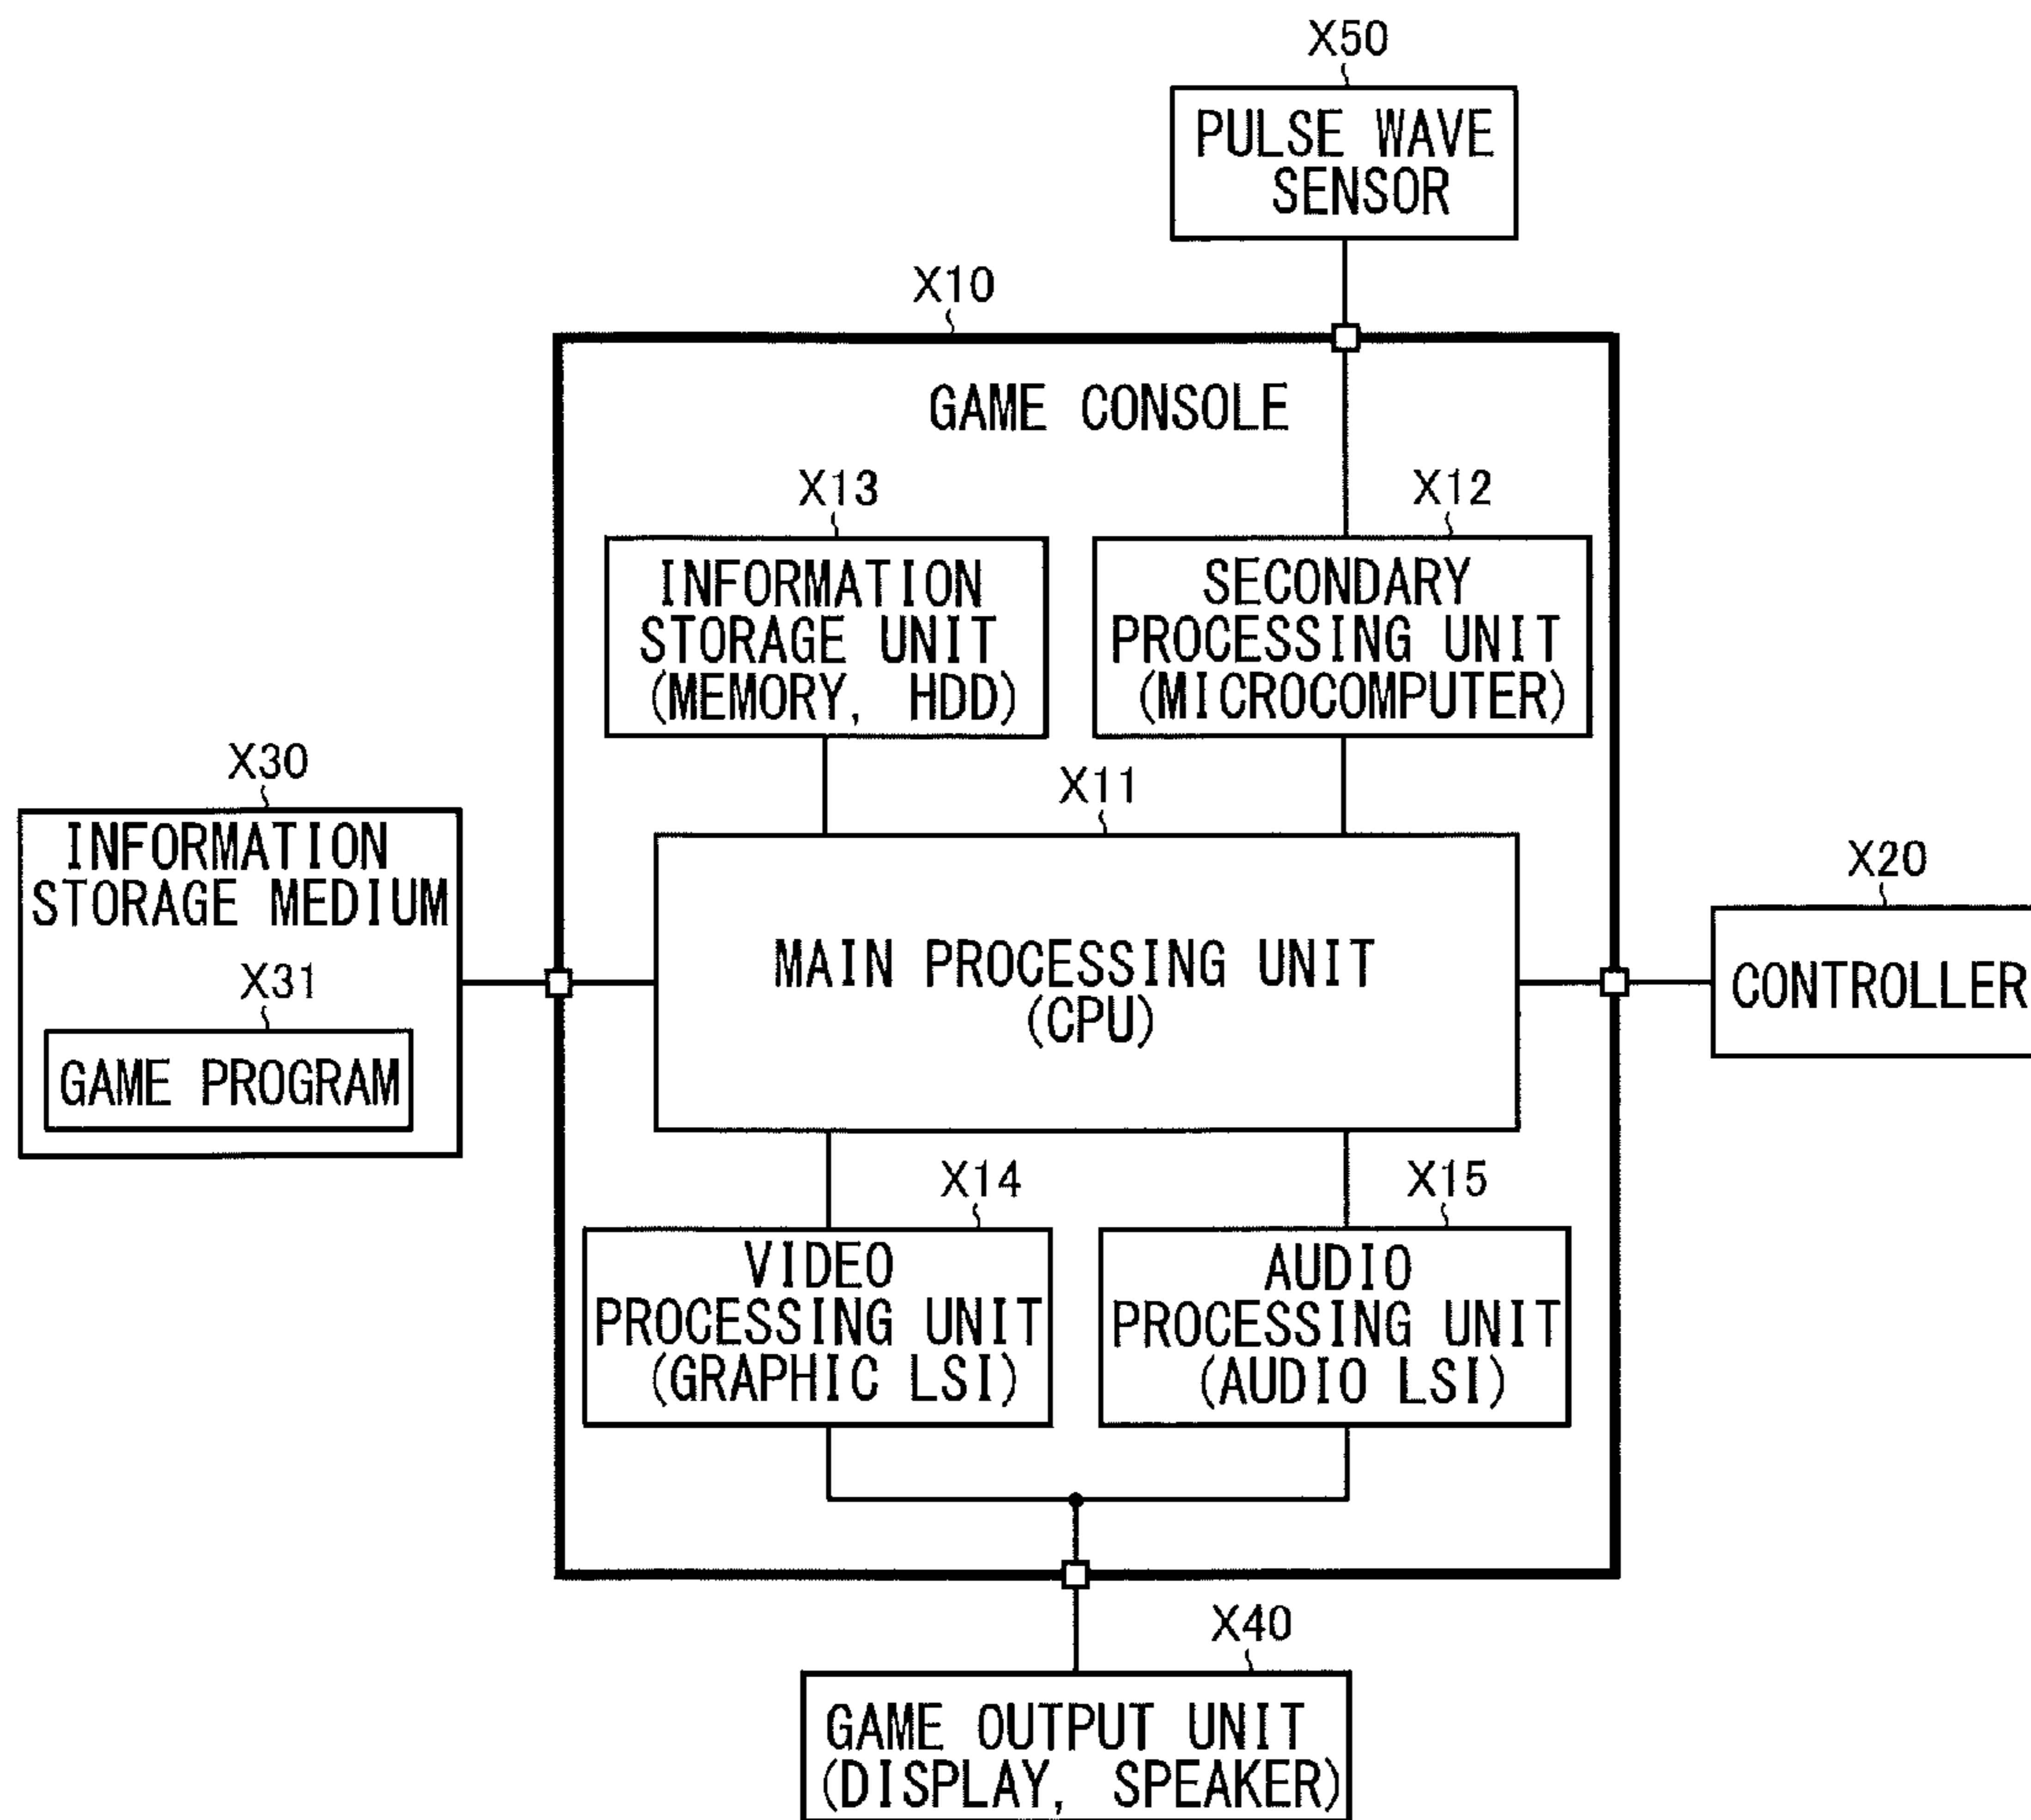 X50
PULSE WAVE
SENSOR
X10
GAME CONSOLE
X13
INFORMATION
STORAGE UNIT
(MEMORY, HDD)
X12
SECONDARY
PROCESSING UNIT
(MICROCOMPUTER)
X30
INFORMATION
STORAGE MEDIUM
X31
GAME PROGRAM
X11
MAIN PROCESSING UNIT
(CPU)
X20
CONTROLLER
X14
VIDEO
PROCESSING UNIT
(GRAPHIC LSI)
X15
AUDIO
PROCESSING UNIT
(AUDIO LSI)
X40
GAME OUTPUT UNIT
(DISPLAY, SPEAKER)